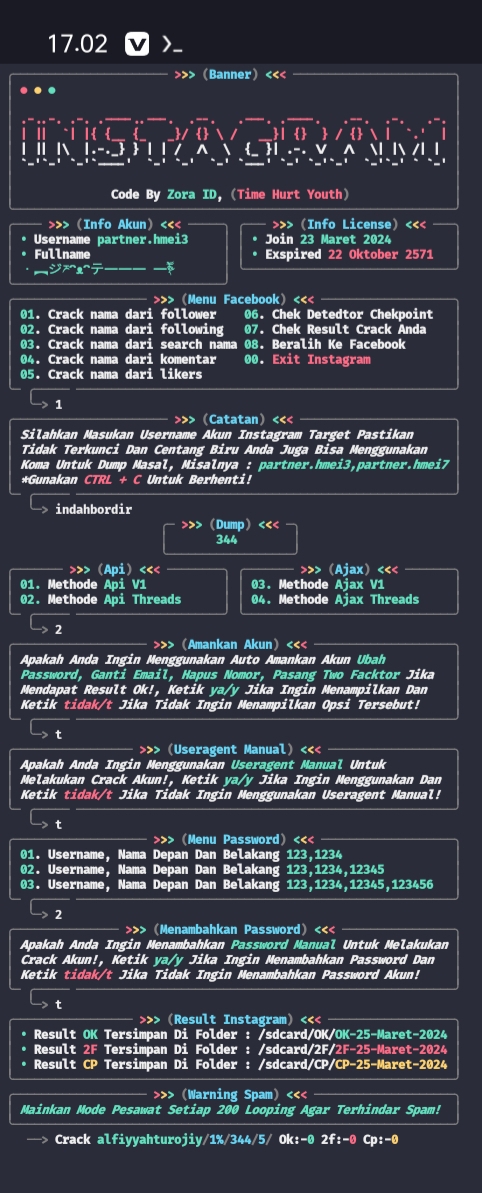 17.02
>>> (Banner) <<<
INSTAGRAM
Code By Zora ID, (Time Hurt Youth)
>>> (Info Akun) <<<
• Username partner.hmei3
• Fullname
>>> (Info License) <<<
• Join 23 Maret 2024
• Exspired 22 Oktober 2571
>>> (Menu Facebook) <<<
01. Crack nama dari follower 06. Chek Detedtor Chekpoint
02. Crack nama dari following 07. Chek Result Crack Anda
03. Crack nama dari search nama 08. Beralih Ke Facebook
04. Crack nama dari komentar 00. Exit Instagram
05. Crack nama dari likers
1
>>> (Catatan) <<<
Silahkan Masukan Username Akun Instagram Target Pastikan
Tidak Terkunci Dan Centang Biru Anda Juga Bisa Menggunakan
Koma Untuk Dump Masal, Misalnya : partner.hmei3,partner.hmei7
*Gunakan CTRL + C Untuk Berhenti!
indahbordir
>>> (Dump) <<<
344
>>> (Api) <<<
01. Methode Api V1
02. Methode Api Threads
>>> (Ajax) <<<
03. Methode Ajax V1
04. Methode Ajax Threads
2
>>> (Amankan Akun) <<<
Apakah Anda Ingin Menggunakan Auto Amankan Akun Ubah
Password, Ganti Email, Hapus Nomor, Pasang Two Facktor Jika
Mendapat Result Ok!, Ketik ya/y Jika Ingin Menampilkan Dan
Ketik tidak/t Jika Tidak Ingin Menampilkan Opsi Tersebut!
t
>>> (Useragent Manual) <<<
Apakah Anda Ingin Menggunakan Useragent Manual Untuk
Melakukan Crack Akun!, Ketik ya/y Jika Ingin Menggunakan Dan
Ketik tidak/t Jika Tidak Ingin Menggunakan Useragent Manual!
t
>>> (Menu Password) <<<
01. Username, Nama Depan Dan Belakang 123,1234
02. Username, Nama Depan Dan Belakang 123,1234,12345
03. Username, Nama Depan Dan Belakang 123,1234,12345,123456
2
>>> (Menambahkan Password) <<<
Apakah Anda Ingin Menambahkan Password Manual Untuk Melakukan
Crack Akun!, Ketik ya/y Jika Ingin Menambahkan Password Dan
Ketik tidak/t Jika Tidak Ingin Menambahkan Password Akun!
t
>>> (Result Instagram) <<<
• Result OK Tersimpan Di Folder : /sdcard/OK/OK-25-Maret-2024
• Result 2F Tersimpan Di Folder : /sdcard/2F/2F-25-Maret-2024
• Result CP Tersimpan Di Folder : /sdcard/CP/CP-25-Maret-2024
>>> (Warning Spam) <<<
Mainkan Mode Pesawat Setiap 200 Looping Agar Terhindar Spam!
Crack alfiyyahturojiy/1%/344/5/ Ok:-0 2f:-0 Cp:-0